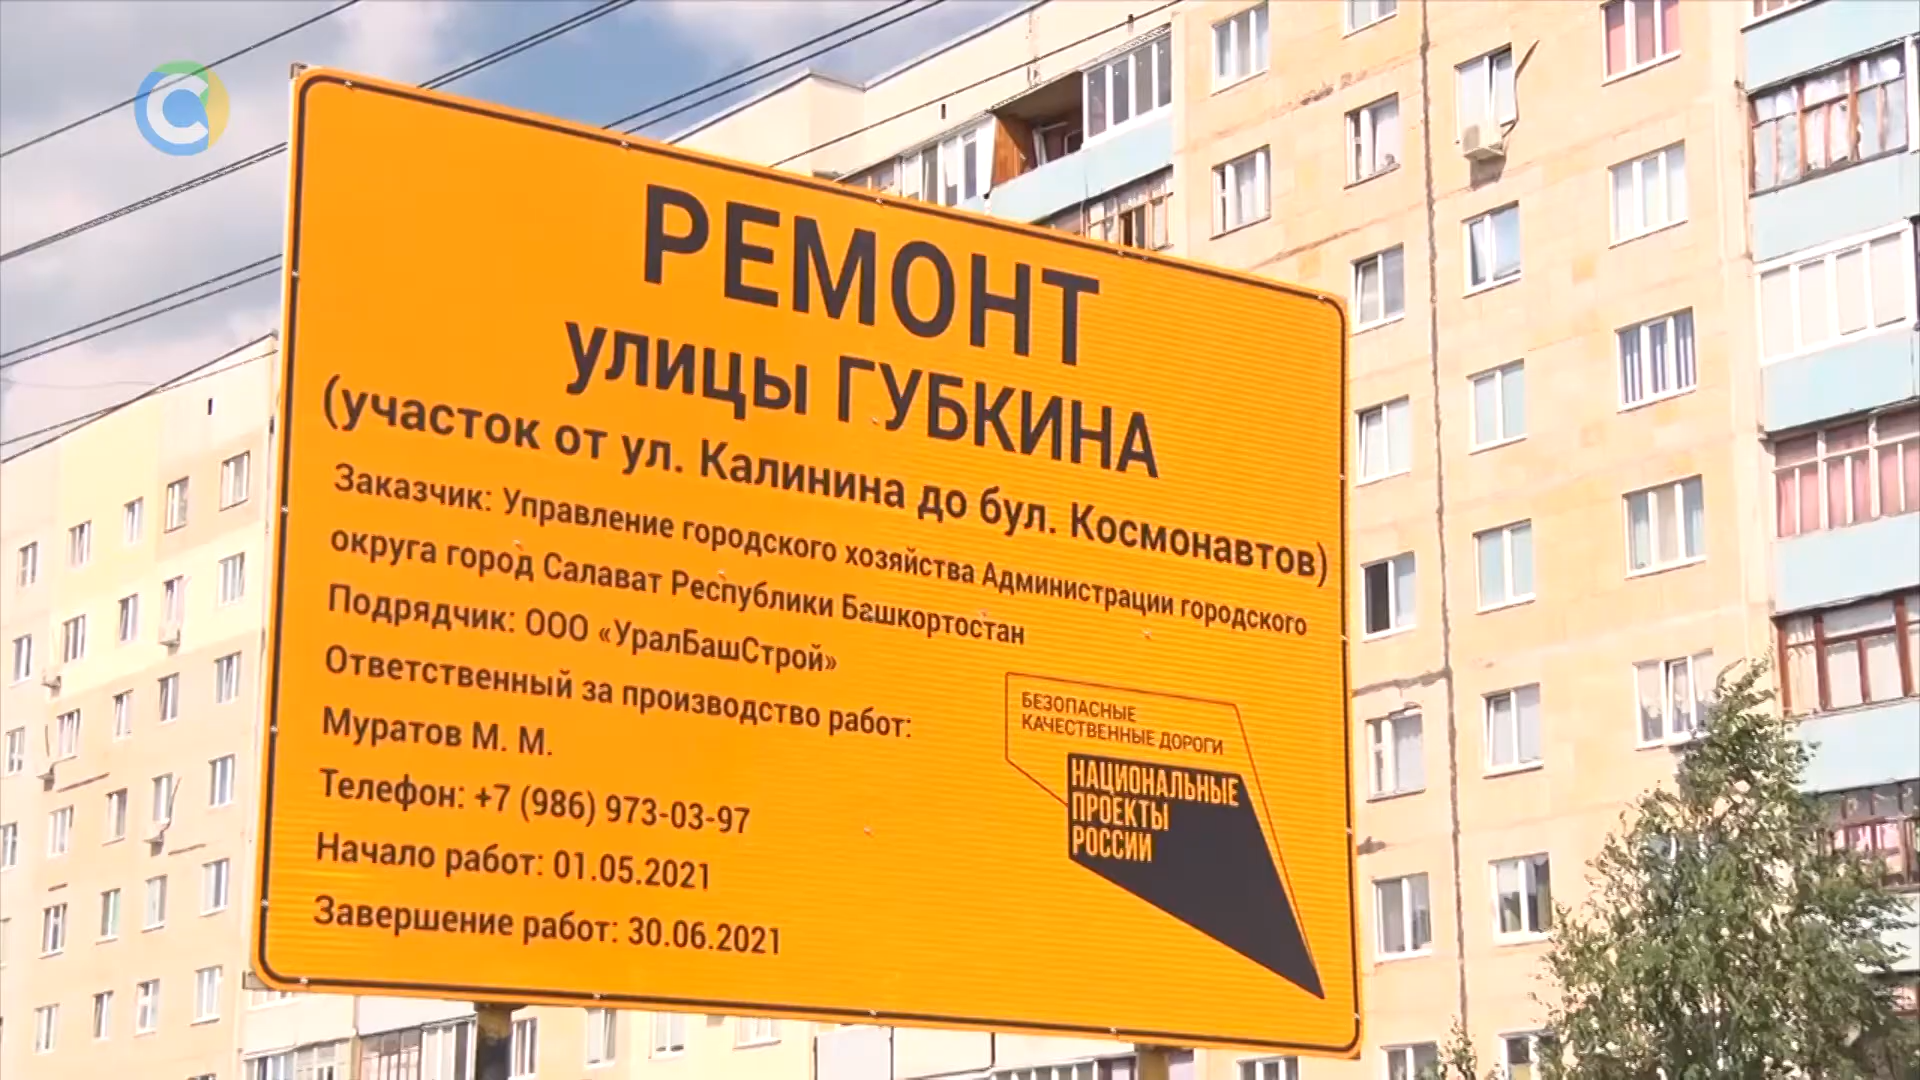 С
РЕМОНТ
улицы ГУБКИНА
(участок от ул. Калинина до бул. Космонавтов)
Заказчик: Управление городского хозяйства Администрации городского
округа город Салават Республики Башкортостан
Подрядчик: ООО «УралБашСтрой»
Ответственный за производство работ:
Муратов М. М.
Телефон: +7 (986) 973-03-97
Начало работ: 01.05.2021
Завершение работ: 30.06.2021
БЕЗОПАСНЫЕ
КАЧЕСТВЕННЫЕ ДОРОГИ
НАЦИОНАЛЬНЫЕ
ПРОЕКТЫ
РОССИИ